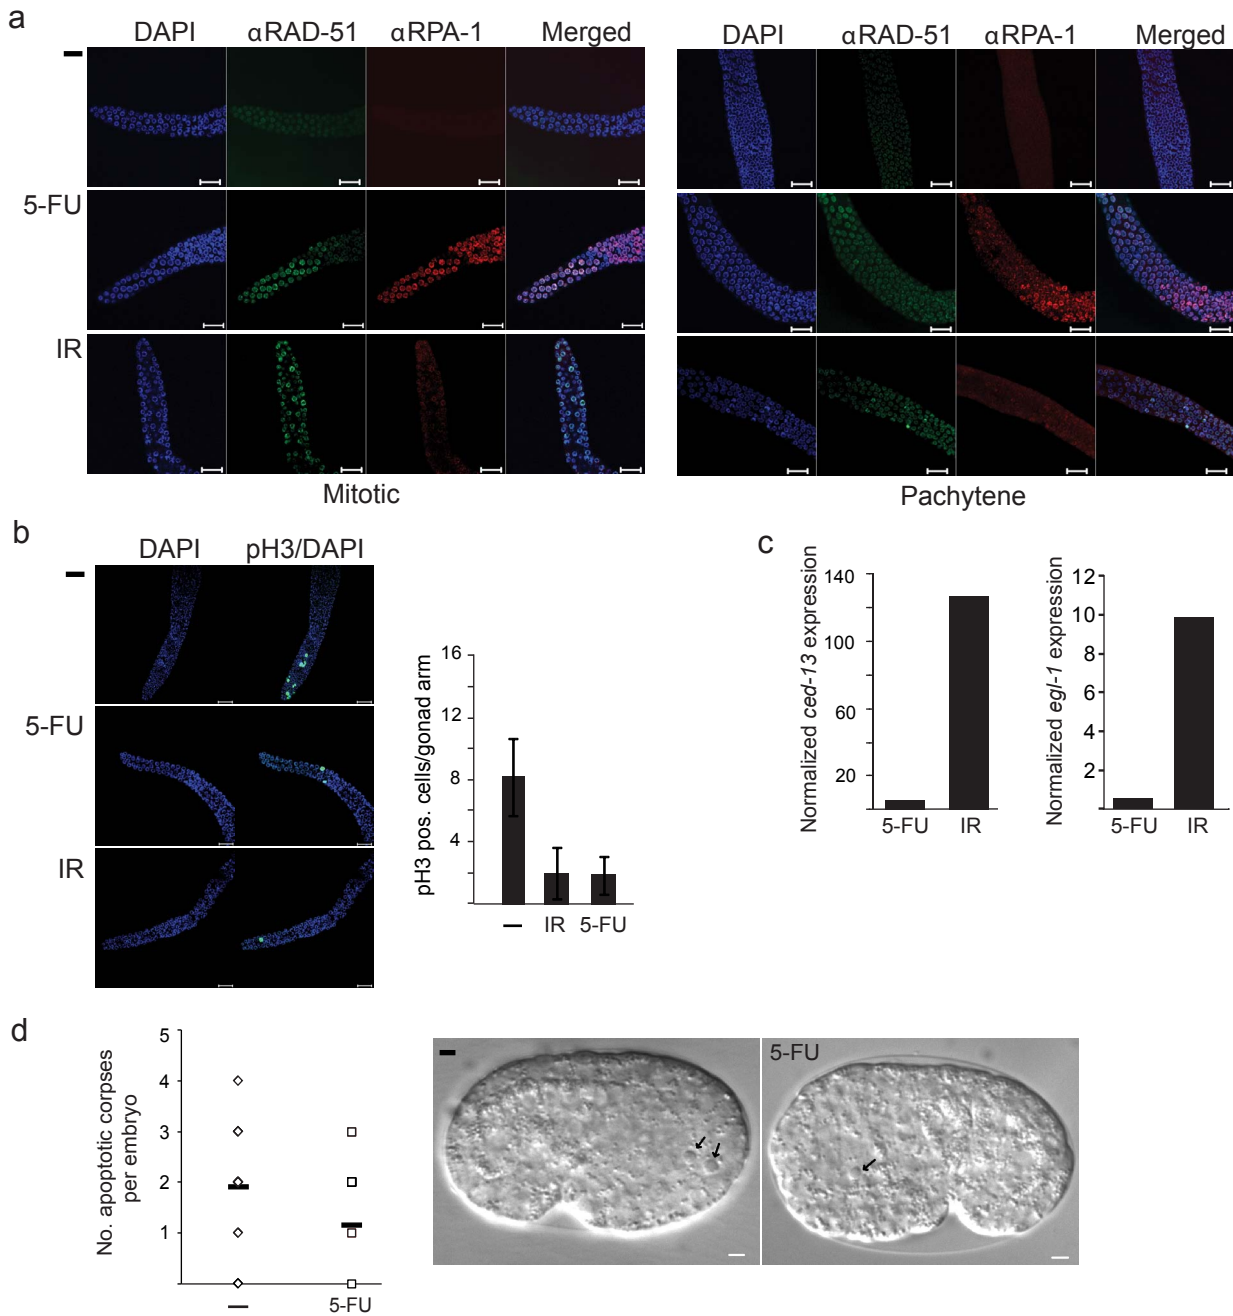 a
DAPI αRAD-51 αRPA-1 Merged
DAPI αRAD-51 αRPA-1 Merged
–
5-FU
IR
Mitotic
Pachytene
b
DAPI pH3/DAPI
–
5-FU
IR
pH3 pos. cells/gonad arm
16
12
8
4
– IR 5-FU
c
Normalized ced-13 expression
140
100
60
20
5-FU IR
Normalized egl-1 expression
12
10
8
6
4
2
5-FU IR
d
No. apoptotic corpses
per embryo
5
4
3
2
1
– 5-FU
–
5-FU